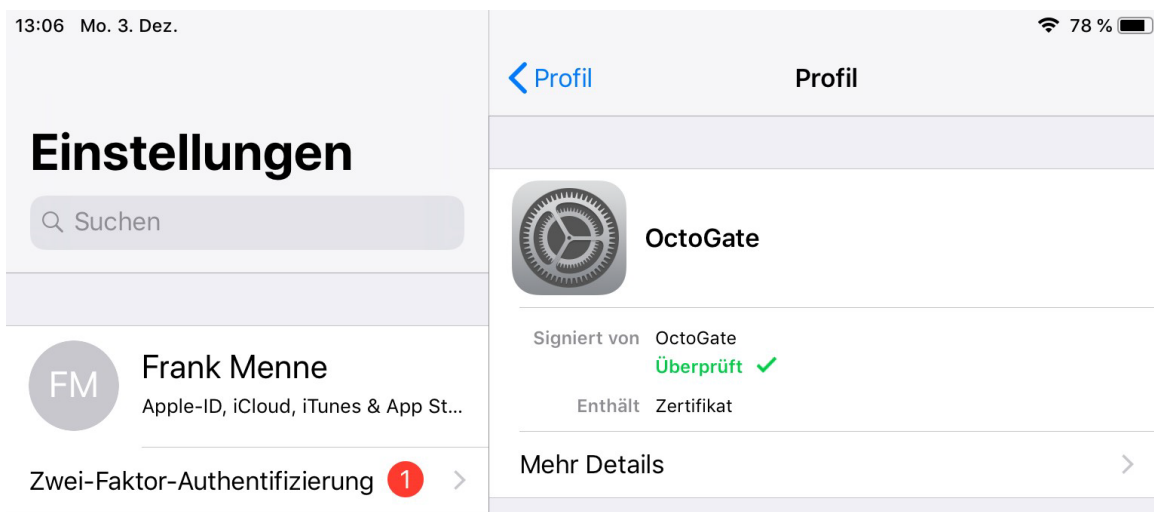 13:06 Mo. 3. Dez.
78 %
Einstellungen
Suchen
FM
Frank Menne
Apple-ID, iCloud, iTunes & App St...
Zwei-Faktor-Authentifizierung 1
Profil
Profil
OctoGate
Signiert von OctoGate
Überprüft
Enthält Zertifikat
Mehr Details